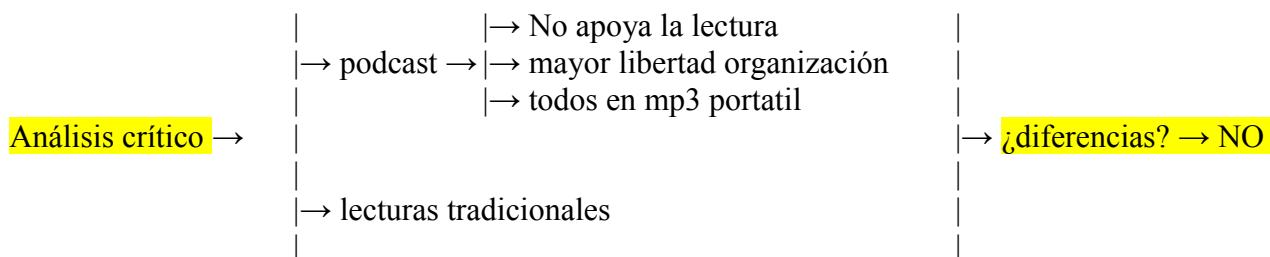 |→ No apoya la lectura
|→ podcast →|→ mayor libertad organización
|→ todos en mp3 portatil
Análisis crítico → |→ ¿diferencias? → NO
|→ lecturas tradicionales